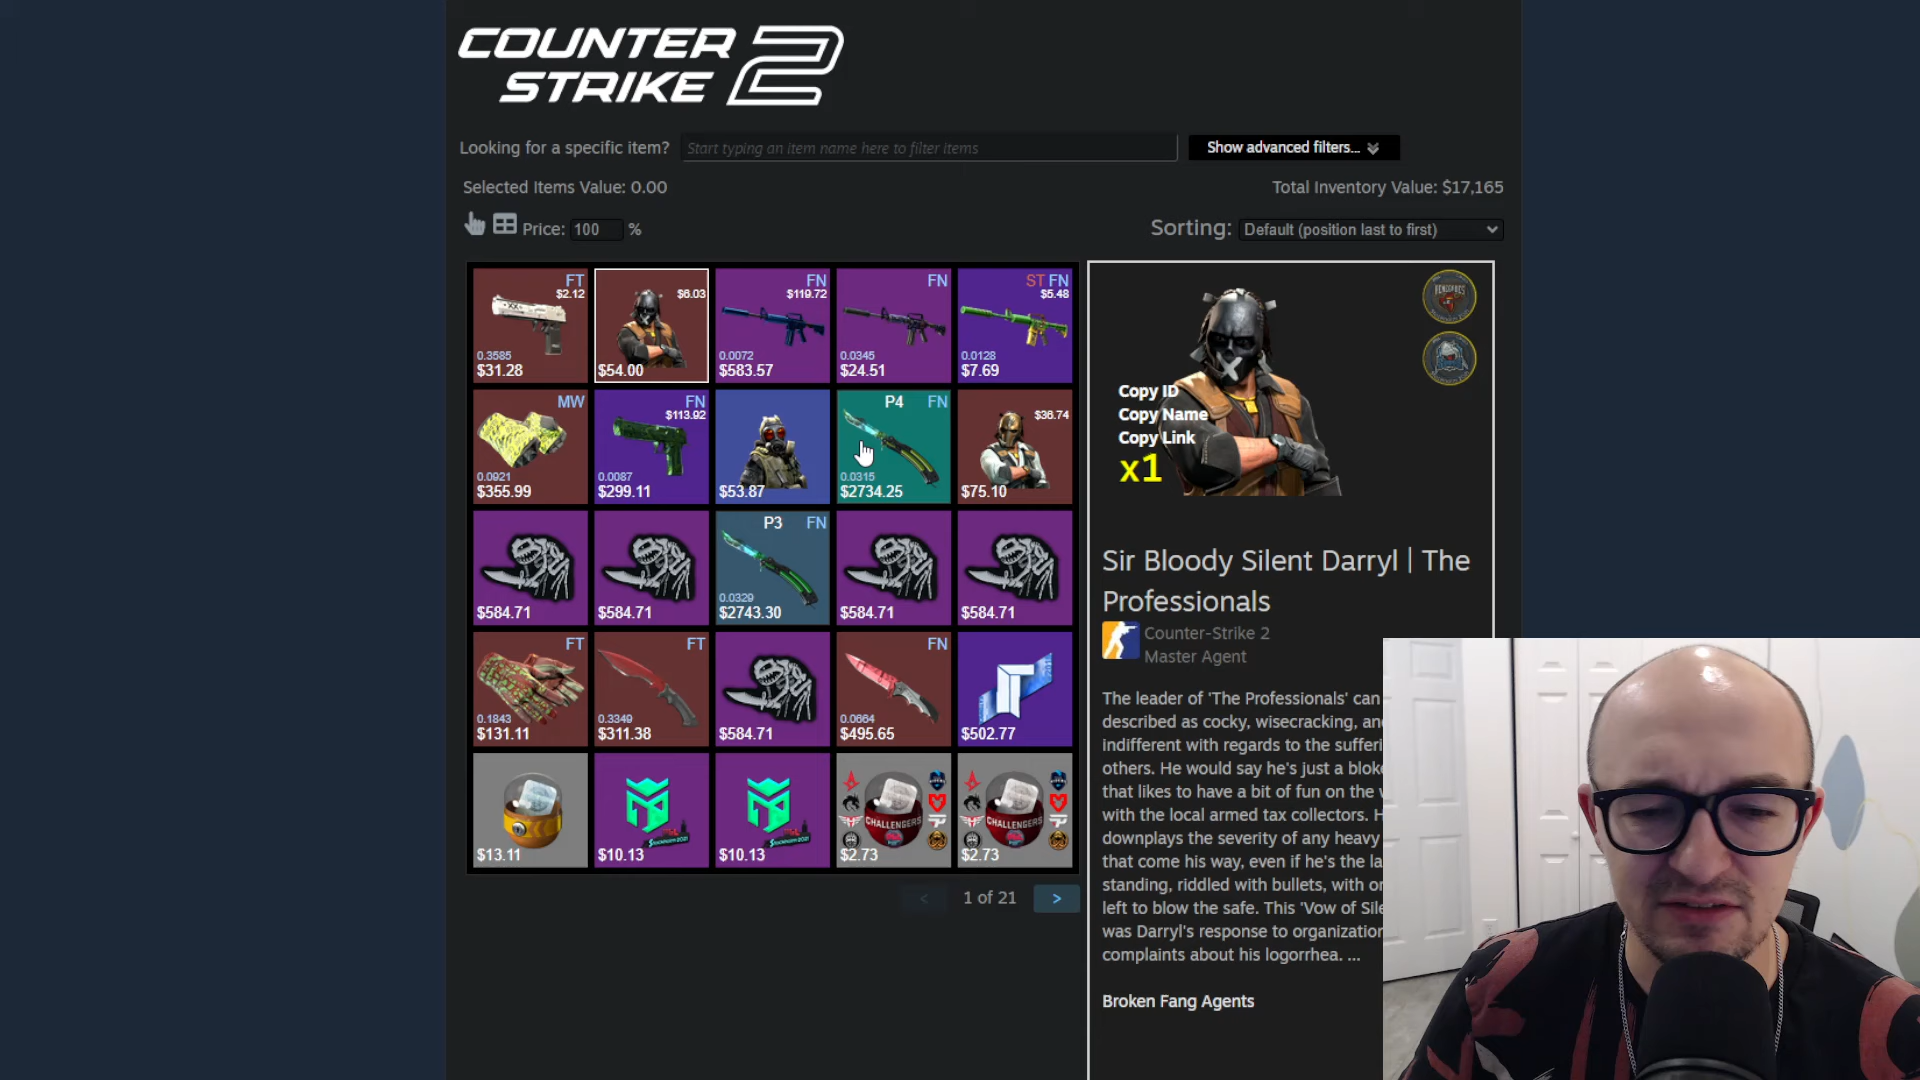 COUNTER
STRIKE 2
Looking for a specific item?
Start typing an item name here to filter items
Show advanced filters...
Selected Items Value: 0.00
Total Inventory Value: $17,165
Price: 100 %
Sorting: Default (position last to first)
FT
$2.12
0.3585
$31.28
$6.03
$54.00
FN
$119.72
0.0072
$583.57
FN
0.0345
$24.51
ST FN
$5.48
0.0128
$7.69
MW
0.0921
$355.99
FN
$113.92
0.0087
$299.11
$53.87
P4 FN
0.0315
$2734.25
$36.74
$75.10
$584.71
$584.71
P3 FN
0.0329
$2743.30
$584.71
$584.71
FT
0.1843
$131.11
FT
0.3349
$311.38
$584.71
FN
0.0664
$495.65
$502.77
$13.11
$10.13
$10.13
CHALLENGERS
$2.73
CHALLENGERS
$2.73
<
1 of 21
>
Copy ID
Copy Name
Copy Link
x1
Sir Bloody Silent Darryl | The
Professionals
Counter-Strike 2
Master Agent
The leader of 'The Professionals' can
described as cocky, wisecracking, an
indifferent with regards to the sufferi
others. He would say he's just a blok
that likes to have a bit of fun on the
with the local armed tax collectors. H
downplays the severity of any heavy
that come his way, even if he's the la
standing, riddled with bullets, with or
left to blow the safe. This 'Vow of Sile
was Darryl's response to organization
complaints about his logorrhea. ...
Broken Fang Agents